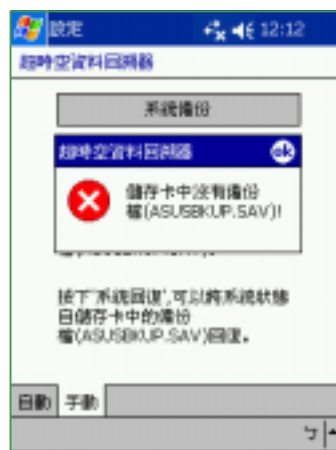 設定 12:12
超時空資料回溯器
系統備份
超時空資料回溯器 ok
儲存卡中沒有備份
檔(ASUSBKUP.SAV)!
按下'系統回復',可以將系統狀態
自儲存卡中的備份
檔(ASUSBKUP.SAV)回復。
自動 手動
ㄅ